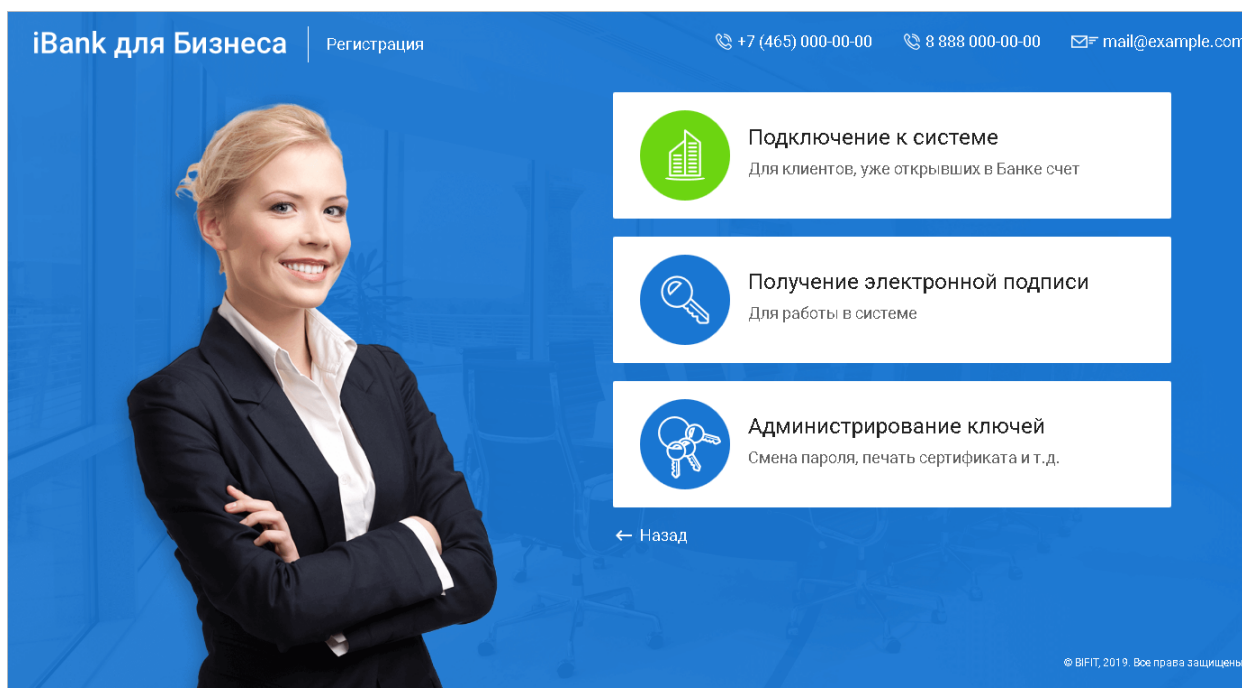 iBank для Бизнеса
Регистрация
+7 (465) 000-00-00
8 888 000-00-00
mail@example.com
Подключение к системе
Для клиентов, уже открывших в Банке счет
Получение электронной подписи
Для работы в системе
Администрирование ключей
Смена пароля, печать сертификата и т.д.
← Назад
© BIFIT, 2019. Все права защищены